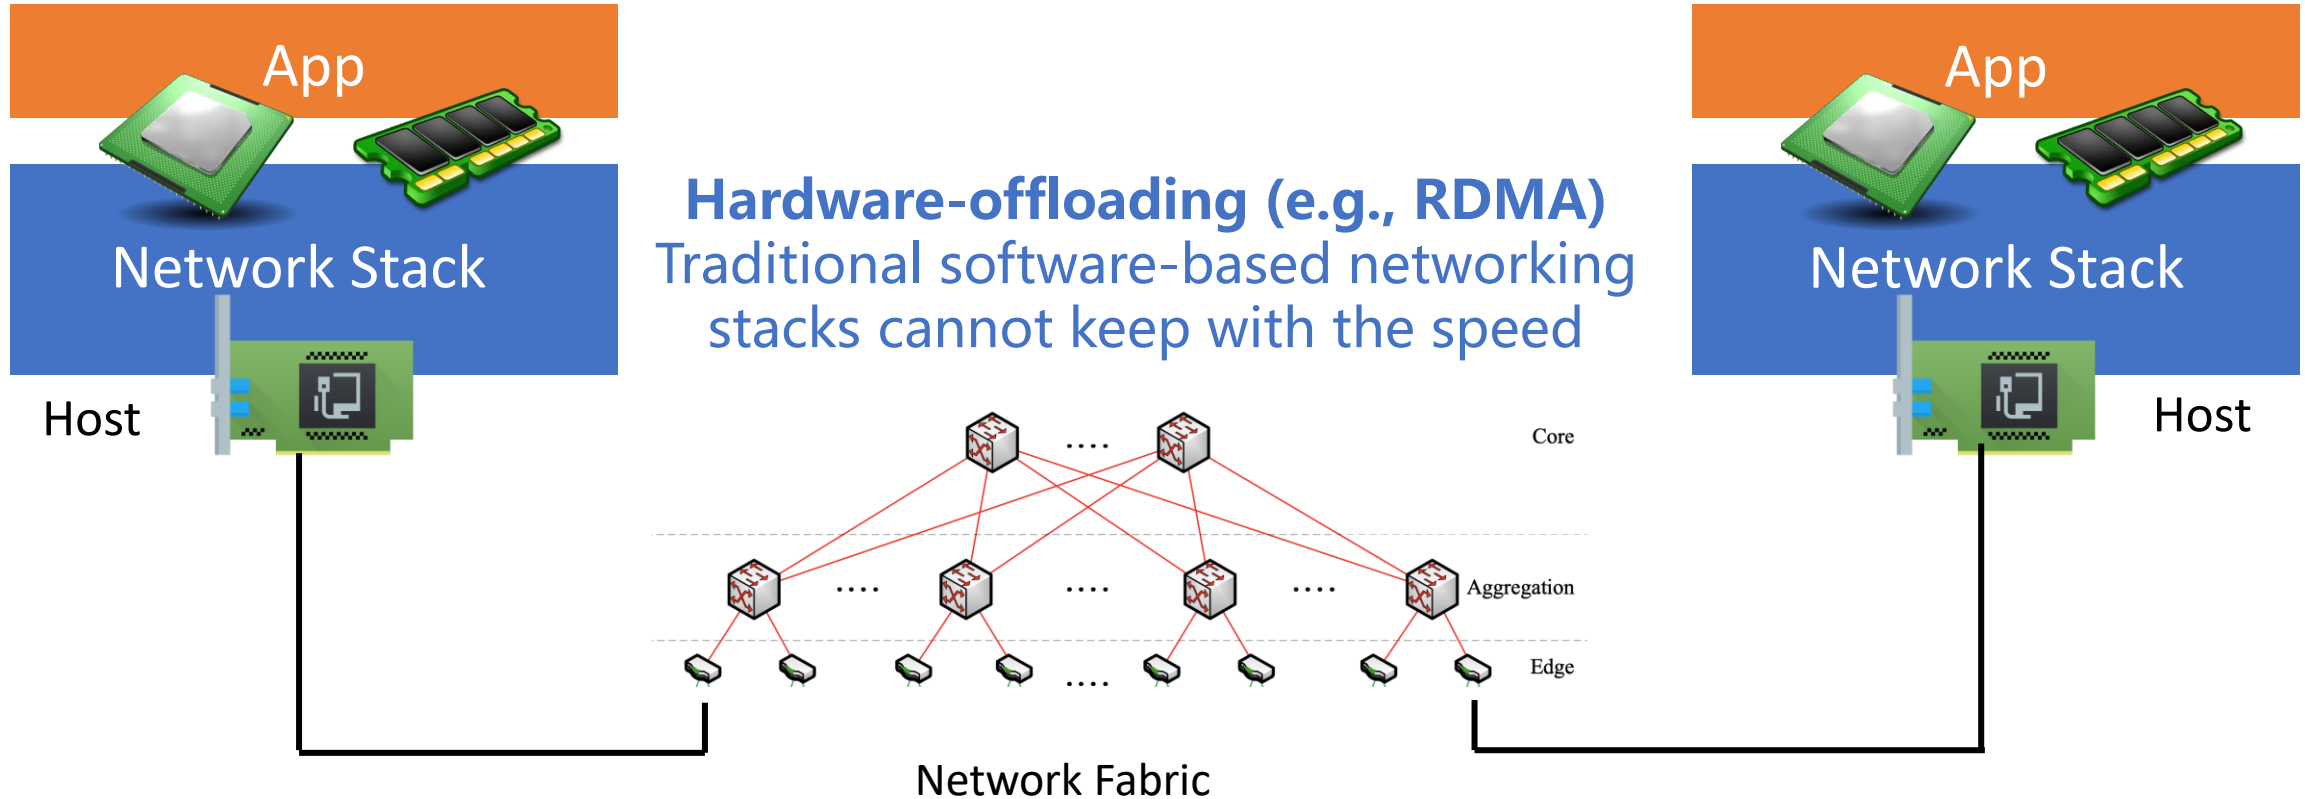 App
App
Hardware-offloading (e.g., RDMA)
Traditional software-based networking
stacks cannot keep with the speed
Network Stack
Network Stack
Host
Host
....
Core
....
....
....
Aggregation
....
Edge
Network Fabric